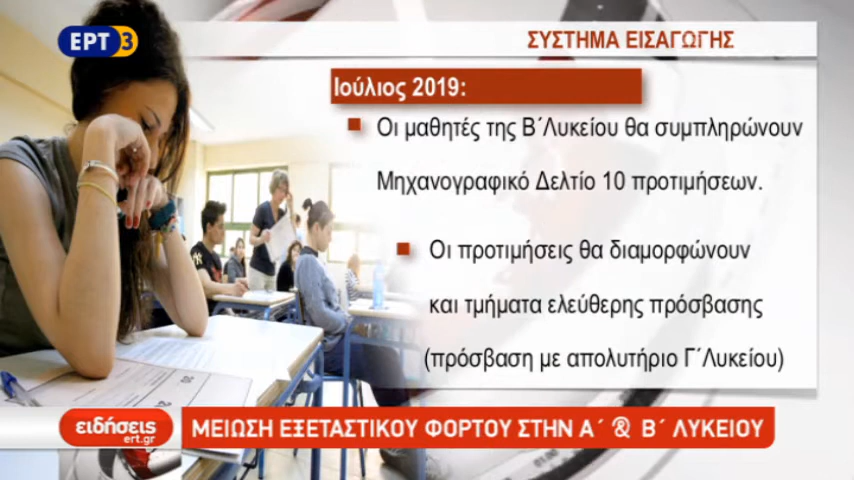 ΕΡΤ3
ΣΥΣΤΗΜΑ ΕΙΣΑΓΩΓΗΣ
Ιούλιος 2019:
Οι μαθητές της Β΄Λυκείου θα συμπληρώνουν
Μηχανογραφικό Δελτίο 10 προτιμήσεων.
Οι προτιμήσεις θα διαμορφώνουν
και τμήματα ελεύθερης πρόσβασης
(πρόσβαση με απολυτήριο Γ΄Λυκείου)
ειδήσεις
ert.gr
ΜΕΙΩΣΗ ΕΞΕΤΑΣΤΙΚΟΥ ΦΟΡΤΟΥ ΣΤΗΝ Α΄ & Β΄ ΛΥΚΕΙΟΥ